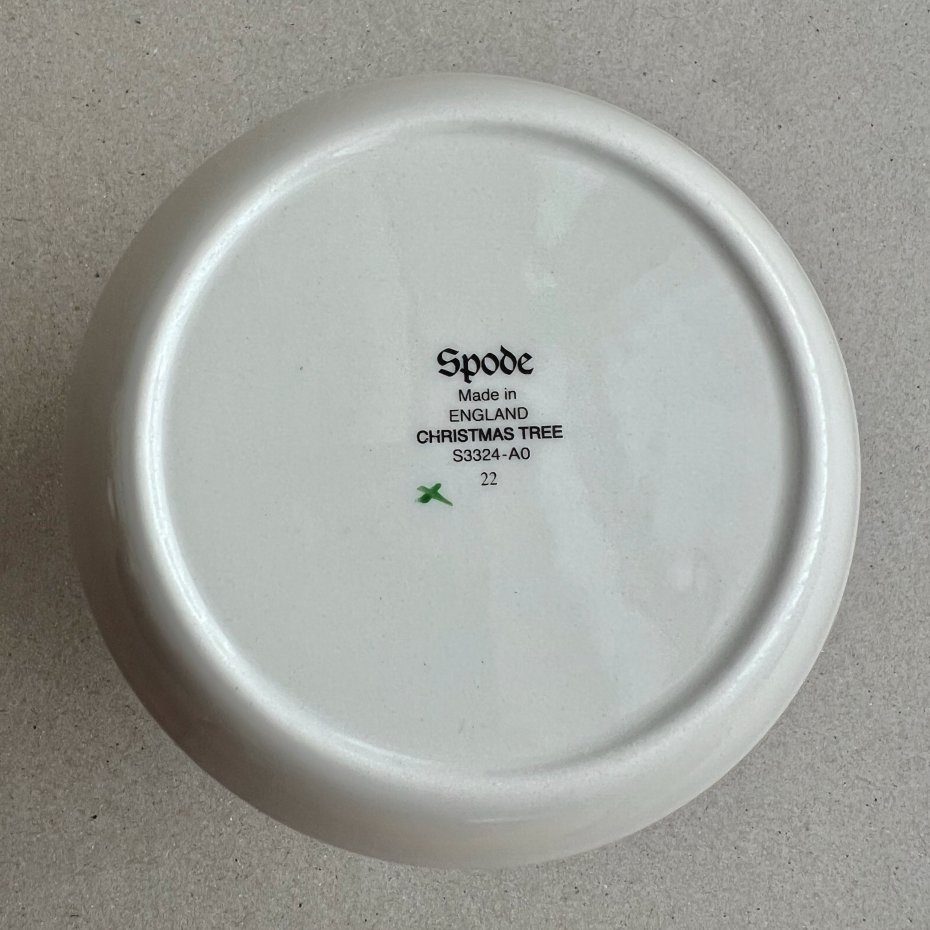 Spode
Made in
ENGLAND
CHRISTMAS TREE
S3324-A0
22